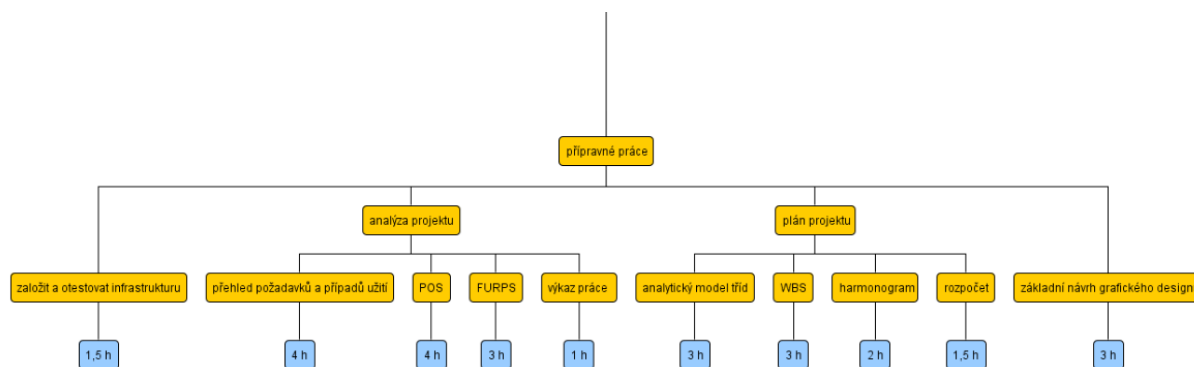 přípravné práce
analýza projektu
plán projektu
založit a otestovat infrastrukturu
přehled požadavků a případů užití
POS
FURPS
výkaz práce
analytický model tříd
WBS
harmonogram
rozpočet
základní návrh grafického design
1,5 h
4 h
4 h
3 h
1 h
3 h
3 h
2 h
1,5 h
3 h